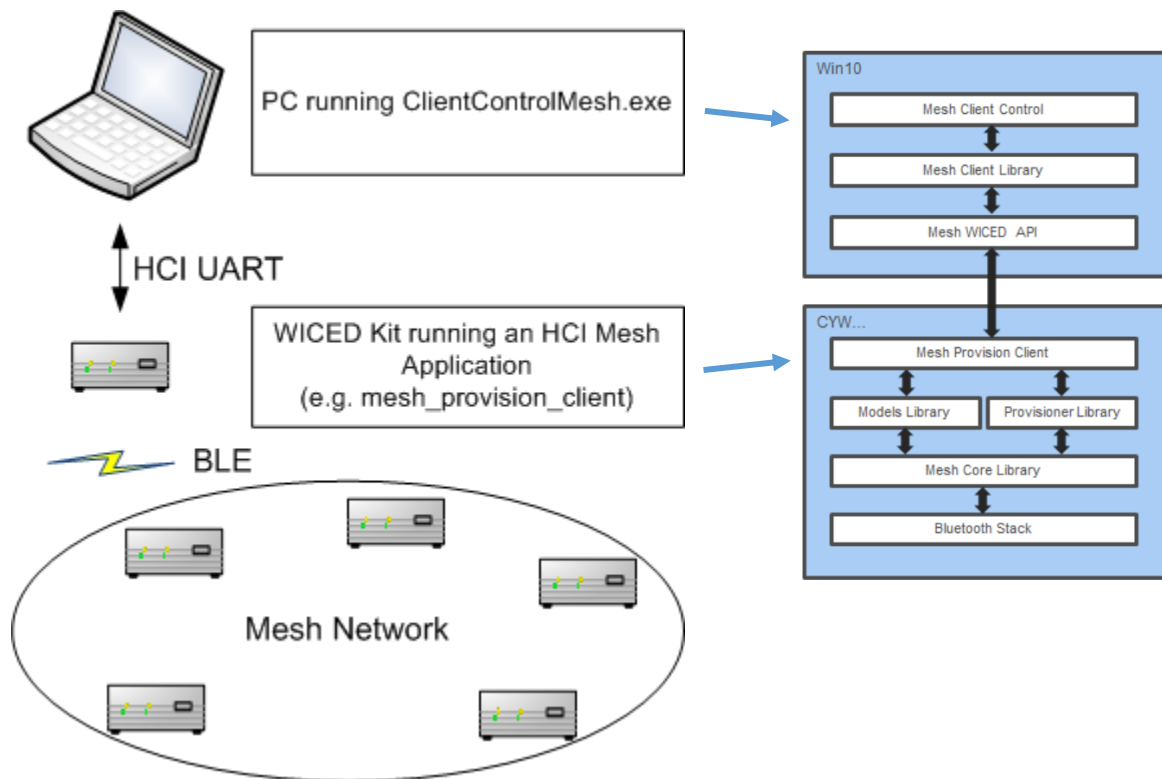 PC running ClientControlMesh.exe
HCI UART
WICED Kit running an HCI Mesh
Application
(e.g. mesh_provision_client)
BLE
Mesh Network
Win10
Mesh Client Control
Mesh Client Library
Mesh WICED API
CYW...
Mesh Provision Client
Models Library
Provisioner Library
Mesh Core Library
Bluetooth Stack